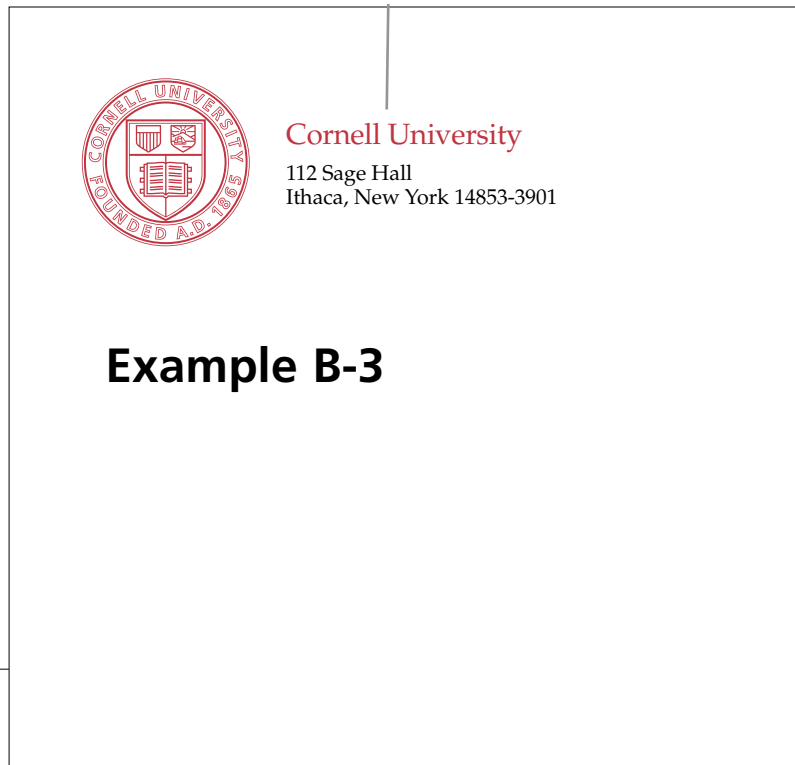 CORNELL UNIVERSITY
FOUNDED A.D. 1865
Cornell University
112 Sage Hall
Ithaca, New York 14853-3901
Example B-3